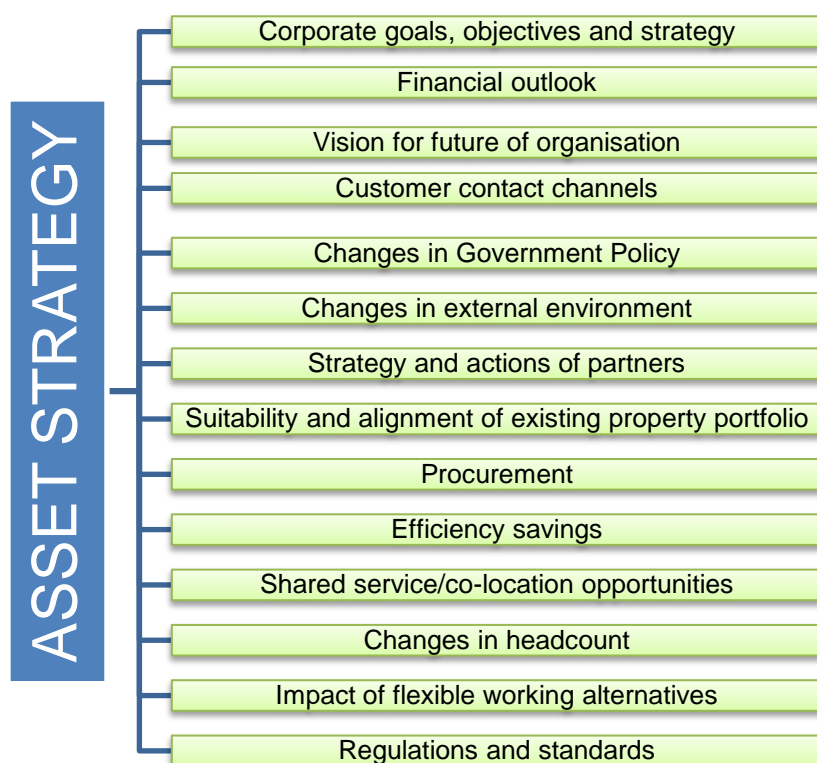 ASSET STRATEGY
Corporate goals, objectives and strategy
Financial outlook
Vision for future of organisation
Customer contact channels
Changes in Government Policy
Changes in external environment
Strategy and actions of partners
Suitability and alignment of existing property portfolio
Procurement
Efficiency savings
Shared service/co-location opportunities
Changes in headcount
Impact of flexible working alternatives
Regulations and standards